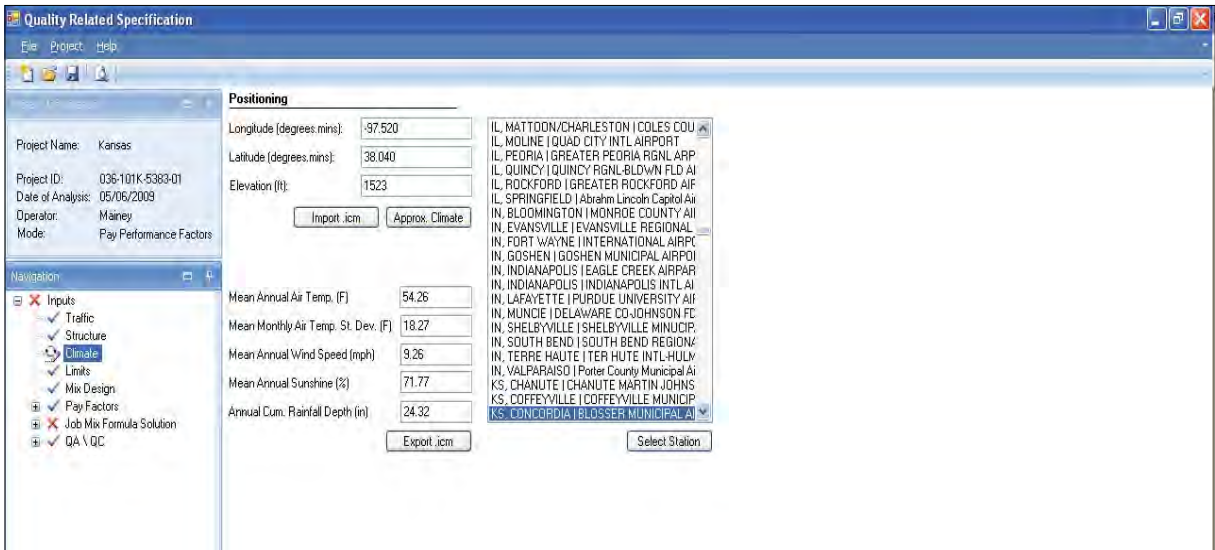 Quality Related Specification
File Project Help
Project Name: Kansas
Project ID: 036-101K-5383-01
Date of Analysis: 05/06/2009
Operator: Mainey
Mode: Pay Performance Factors
Navigation
Inputs
Traffic
Structure
Climate
Limits
Mix Design
Pay Factors
Job Mix Formula Solution
QA \ QC
Positioning
Longitude (degrees.mins): -97.520
Latitude (degrees.mins): 38.040
Elevation (ft): 1523
Import .icm Approx. Climate
Mean Annual Air Temp. (F) 54.26
Mean Monthly Air Temp. St. Dev. (F) 18.27
Mean Annual Wind Speed (mph) 9.26
Mean Annual Sunshine (%) 71.77
Annual Cum. Rainfall Depth (in) 24.32
Export .icm
IL, MATTOON/CHARLESTON | COLES COU
IL, MOLINE | QUAD CITY INTL AIRPORT
IL, PEORIA | GREATER PEORIA RGNL ARP
IL, QUINCY | QUINCY RGNL-BLDWN FLD AI
IL, ROCKFORD | GREATER ROCKFORD AIF
IL, SPRINGFIELD | Abrahm Lincoln Capitol Air
IN, BLOOMINGTON | MONROE COUNTY AII
IN, EVANSVILLE | EVANSVILLE REGIONAL
IN, FORT WAYNE | INTERNATIONAL AIRPO
IN, GOSHEN | GOSHEN MUNICIPAL AIRPOI
IN, INDIANAPOLIS | EAGLE CREEK AIRPAR
IN, INDIANAPOLIS | INDIANAPOLIS INTL AI
IN, LAFAYETTE | PURDUE UNIVERSITY AIF
IN, MUNCIE | DELAWARE CO-JOHNSON FC
IN, SHELBYVILLE | SHELBYVILLE MINUCIP
IN, SOUTH BEND | SOUTH BEND REGIONA
IN, TERRE HAUTE | TER HUTE INTL-HULM
IN, VALPARAISO | Porter County Municipal Ai
KS, CHANUTE | CHANUTE MARTIN JOHNS
KS, COFFEYVILLE | COFFEYVILLE MUNICIP
KS, CONCORDIA | BLOSSER MUNICIPAL A
Select Station